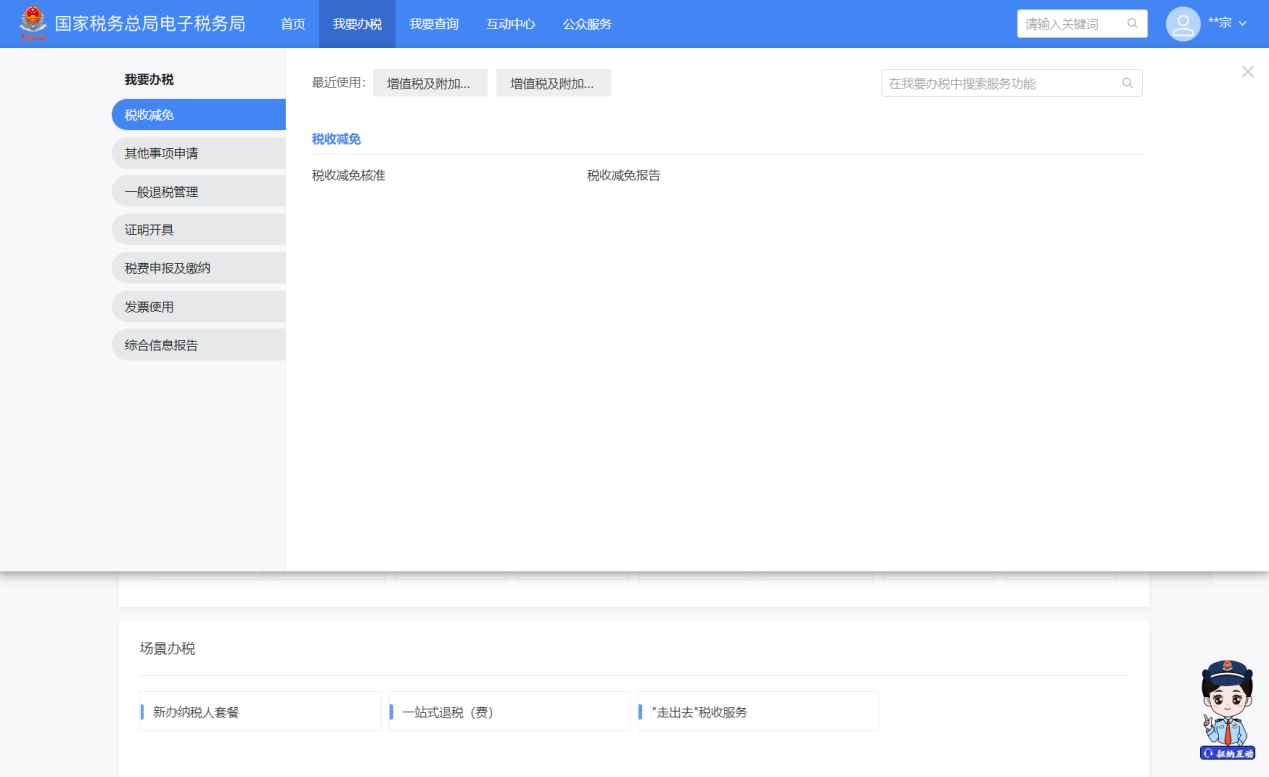 国家税务总局电子税务局
首页
我要办税
我要查询
互动中心
公众服务
请输入关键词
**宗
我要办税
税收减免
其他事项申请
一般退税管理
证明开具
税费申报及缴纳
发票使用
综合信息报告
最近使用:
增值税及附加...
增值税及附加...
在我要办税中搜索服务功能
税收减免
税收减免核准
税收减免报告
场景办税
新办纳税人套餐
一站式退税（费）
"走出去"税收服务
征纳互动